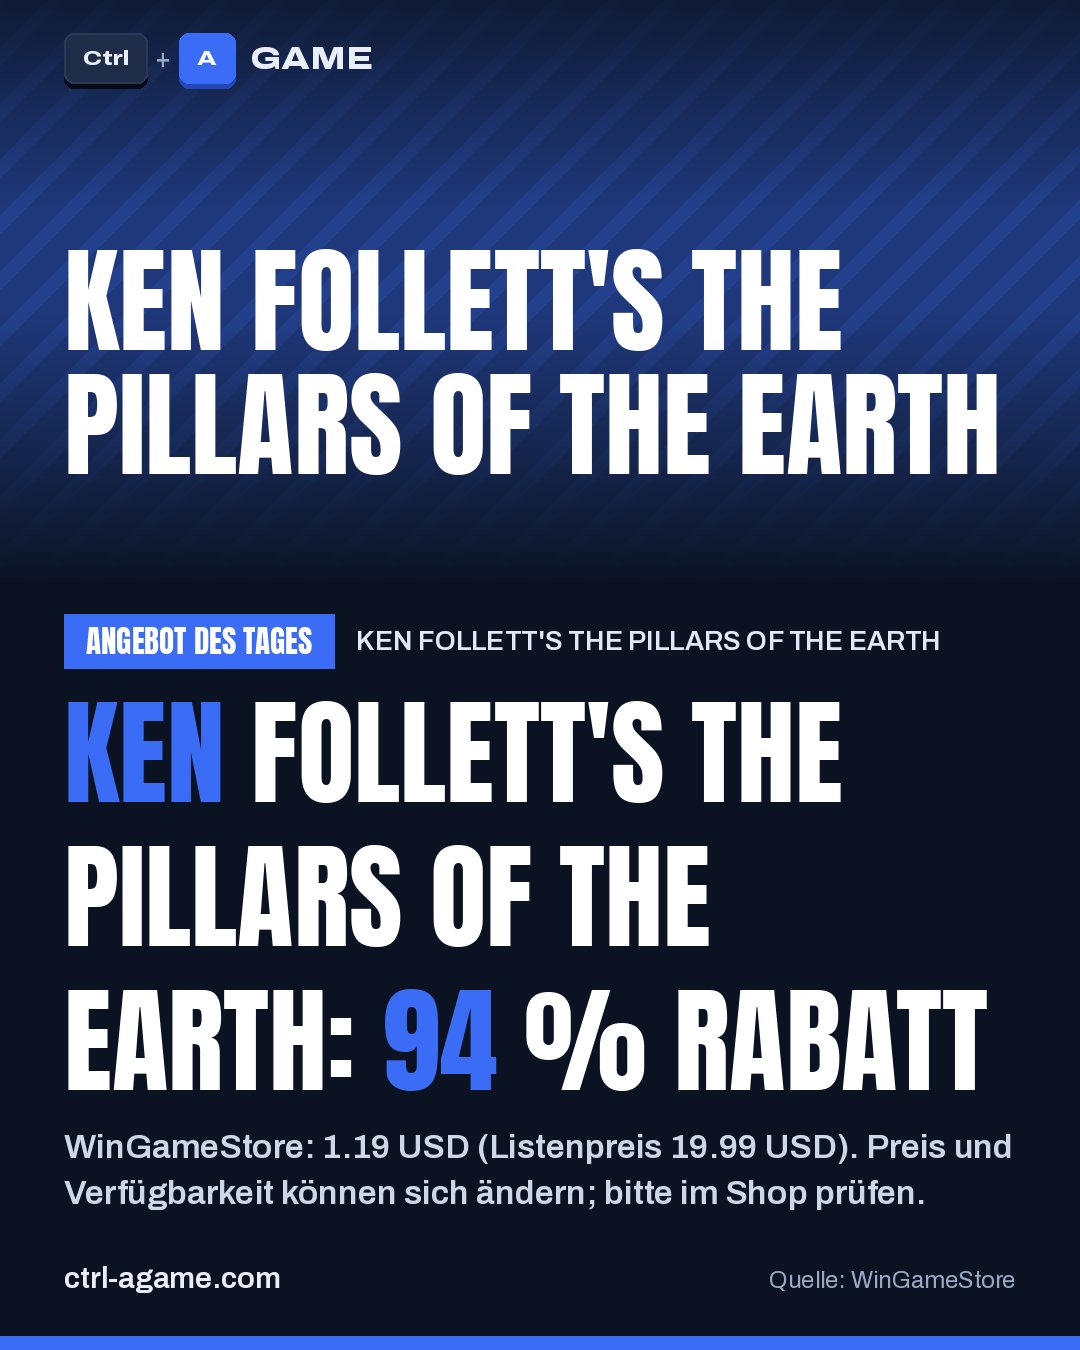 Ctrl + A GAME
KEN FOLLETT'S THE
PILLARS OF THE EARTH
ANGEBOT DES TAGES KEN FOLLETT'S THE PILLARS OF THE EARTH
KEN FOLLETT'S THE
PILLARS OF THE
EARTH: 94 % RABATT
WinGameStore: 1.19 USD (Listenpreis 19.99 USD). Preis und
Verfügbarkeit können sich ändern; bitte im Shop prüfen.
ctrl-agame.com Quelle: WinGameStore